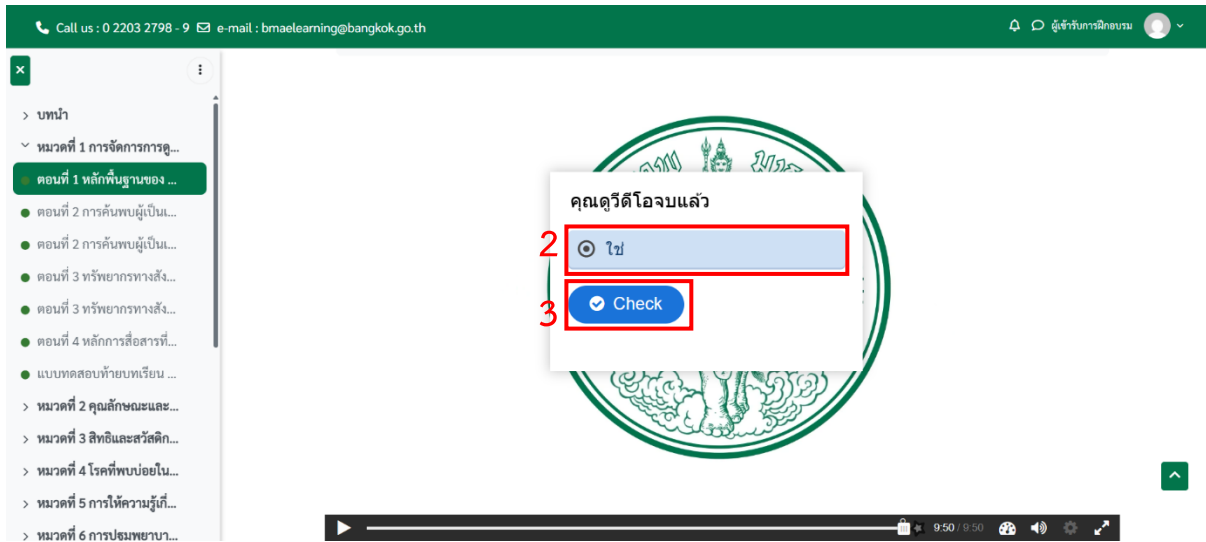 Call us : 0 2203 2798 - 9 e-mail : bmaelearning@bangkok.go.th
ผู้เข้ารับการฝึกอบรม
บทนำ
หมวดที่ 1 การจัดการการดู...
ตอนที่ 1 หลักพื้นฐานของ ...
ตอนที่ 2 การค้นพบผู้เป็นเ...
ตอนที่ 2 การค้นพบผู้เป็นเ...
ตอนที่ 3 ทรัพยากรทางสัง...
ตอนที่ 3 ทรัพยากรทางสัง...
ตอนที่ 4 หลักการสื่อสารที่...
แบบทดสอบท้ายบทเรียน ...
หมวดที่ 2 คุณลักษณะและ...
หมวดที่ 3 สิทธิและสวัสดิก...
หมวดที่ 4 โรคที่พบบ่อยใน...
หมวดที่ 5 การให้ความรู้เกี่...
หมวดที่ 6 การปฐมพยาบา...
คุณดูวีดีโอจบแล้ว
2 ใช่
3 Check
9:50 / 9:50